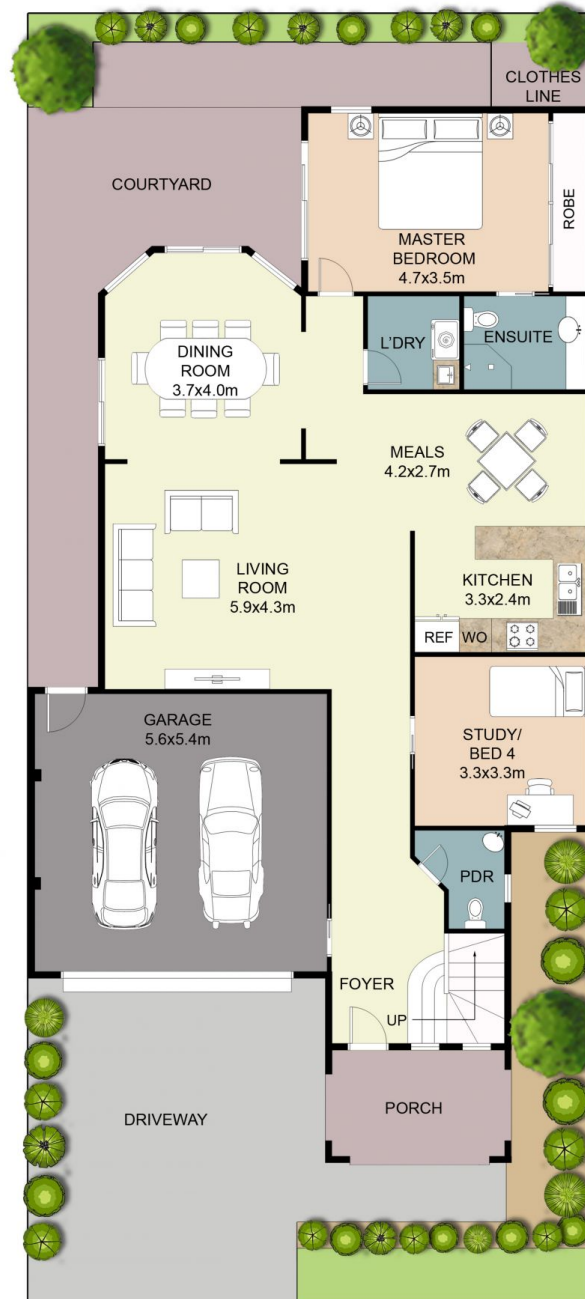 CLOTHES
LINE
COURTYARD
ROBE
MASTER
BEDROOM
4.7x3.5m
L'DRY
ENSUITE
DINING
ROOM
3.7x4.0m
MEALS
4.2x2.7m
LIVING
ROOM
5.9x4.3m
KITCHEN
3.3x2.4m
REF
WO
GARAGE
5.6x5.4m
STUDY/
BED 4
3.3x3.3m
PDR
FOYER
UP
DRIVEWAY
PORCH